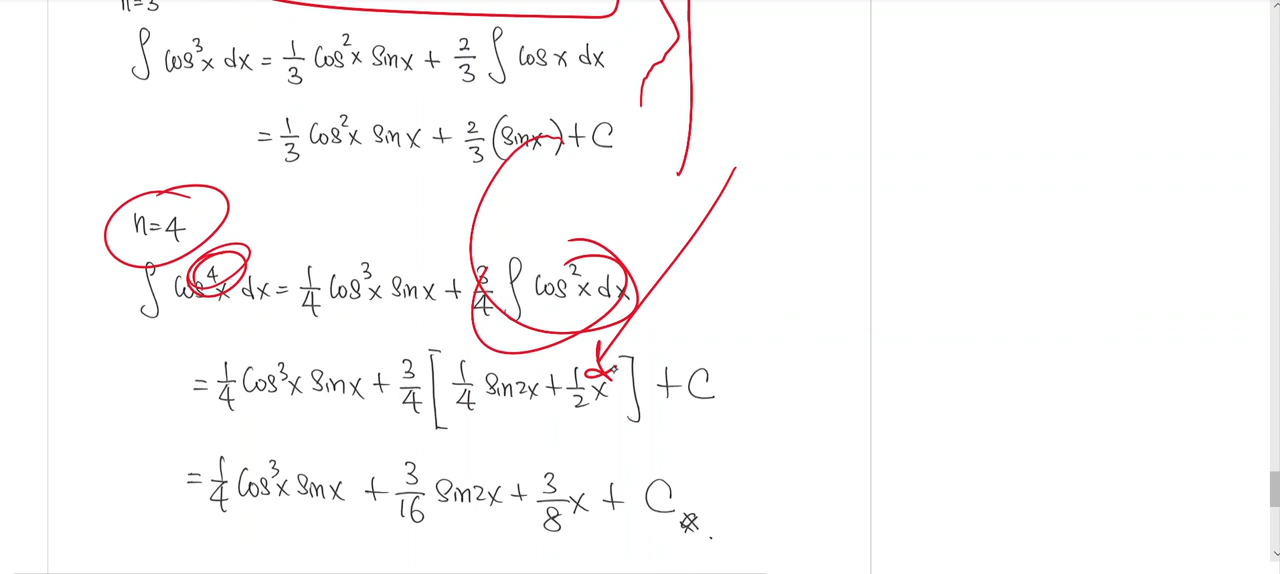 n=3
∫ cos³x dx = 1/3 cos²x sinx + 2/3 ∫ cosx dx
= 1/3 cos²x sinx + 2/3 (sinx) + C
n=4
∫ cos⁴x dx = 1/4 cos³x sinx + 3/4 ∫ cos²x dx
= 1/4 cos³x sinx + 3/4 [1/4 sin2x + 1/2 x] + C
= 1/4 cos³x sinx + 3/16 sin2x + 3/8 x + C